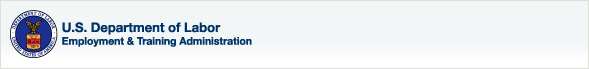 U.S. Department of Labor
Employment & Training Administration